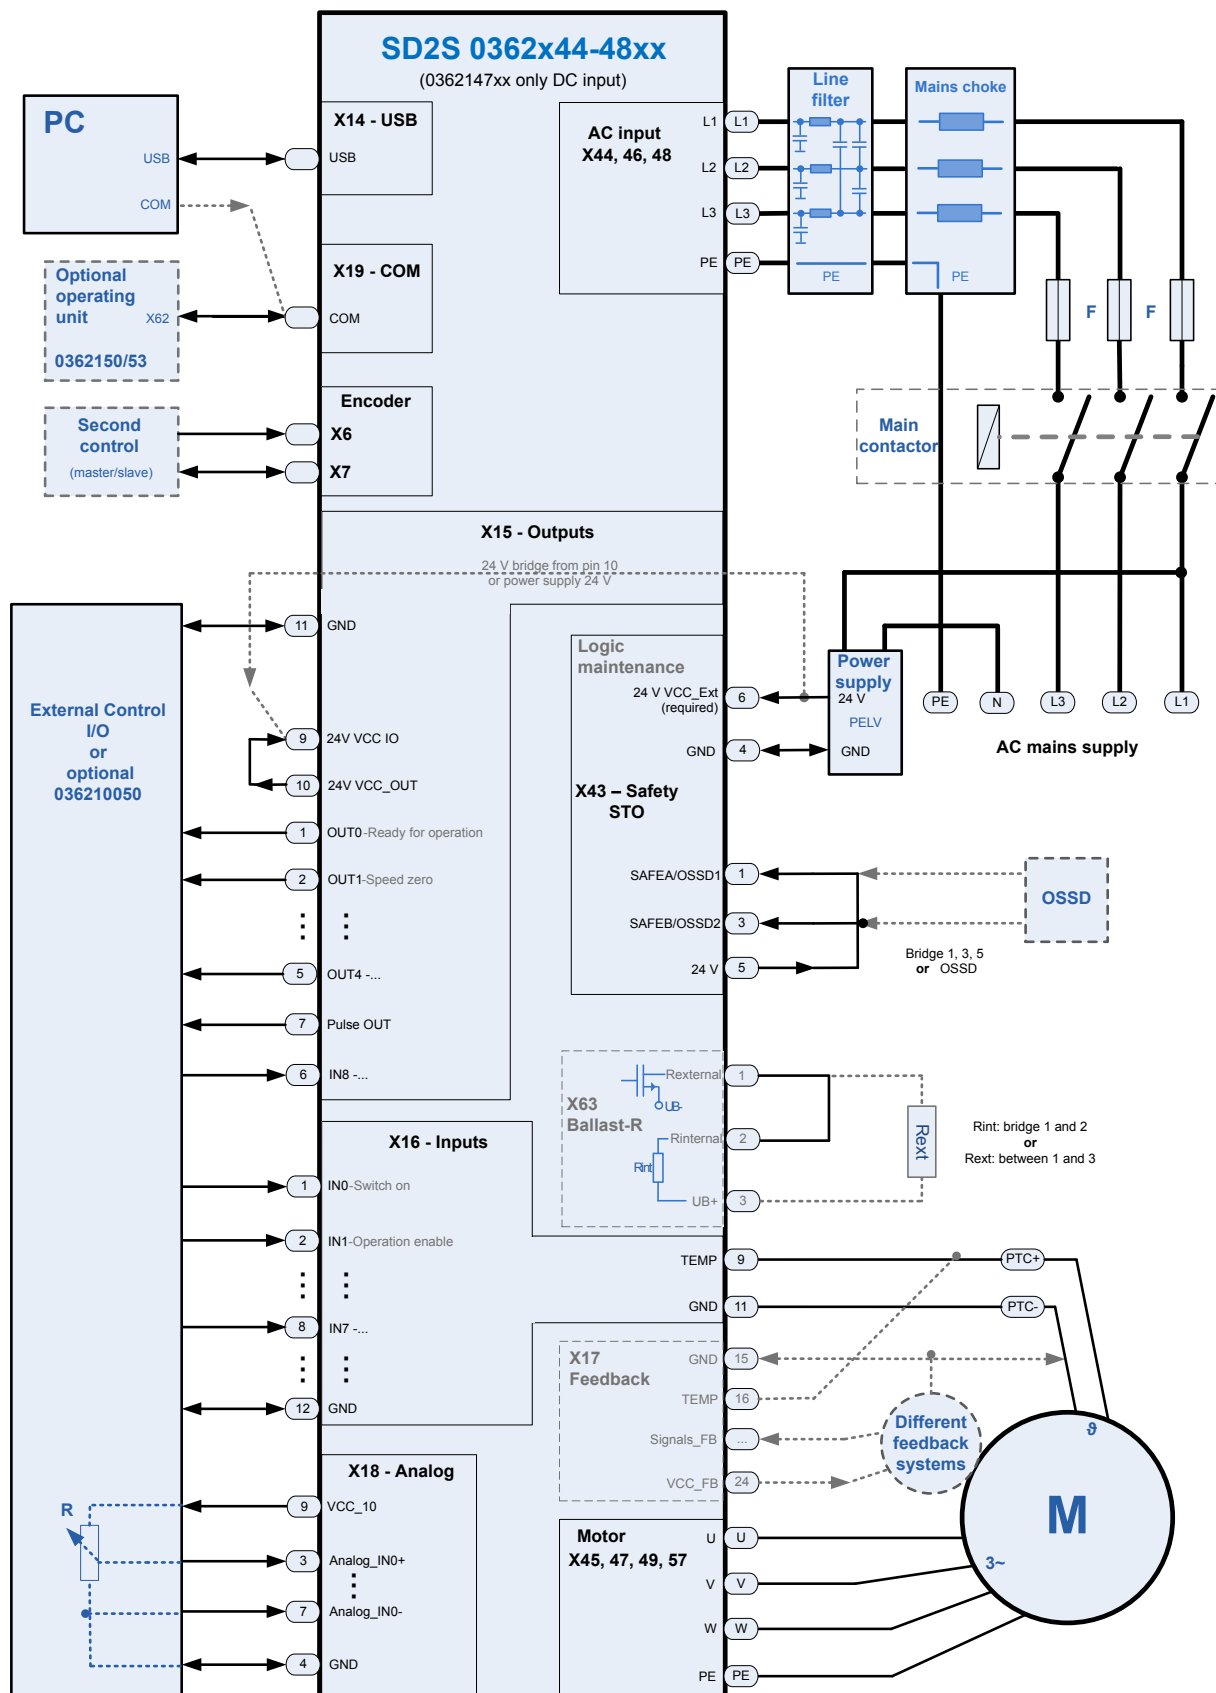 SD2S 0362x44-48xx
(0362147xx only DC input)
PC
USB
COM
X14 - USB
USB
X19 - COM
COM
Optional
operating
unit
X62
0362150/53
Encoder
X6
X7
Second
control
(master/slave)
AC input
X44, 46, 48
L1 L1
L2 L2
L3 L3
PE PE
Line
filter
PE
Mains choke
PE
F F
Main
contactor
X15 - Outputs
24 V bridge from pin 10
or power supply 24 V
11 GND
9 24V VCC IO
10 24V VCC_OUT
1 OUT0-Ready for operation
2 OUT1-Speed zero
5 OUT4 -...
7 Pulse OUT
6 IN8 -...
External Control
I/O
or
optional
036210050
Logic
maintenance
24 V VCC_Ext
(required)
6
GND 4
X43 – Safety
STO
SAFEA/OSSD1 1
SAFEB/OSSD2 3
24 V 5
Power
supply
24 V
PELV
GND
PE N L3 L2 L1
AC mains supply
OSSD
Bridge 1, 3, 5
or OSSD
X63
Ballast-R
Rexternal 1
UB-
Rinternal 2
Rint
UB+ 3
Rext
Rint: bridge 1 and 2
or
Rext: between 1 and 3
X16 - Inputs
1 IN0-Switch on
2 IN1-Operation enable
8 IN7 -...
12 GND
TEMP 9
GND 11
PTC+
PTC-
X17
Feedback
GND 15
TEMP 16
Signals_FB ...
VCC_FB 24
Different
feedback
systems
ϑ
M
3~
X18 - Analog
9 VCC_10
3 Analog_IN0+
7 Analog_IN0-
4 GND
R
Motor
X45, 47, 49, 57
U U
V V
W W
PE PE